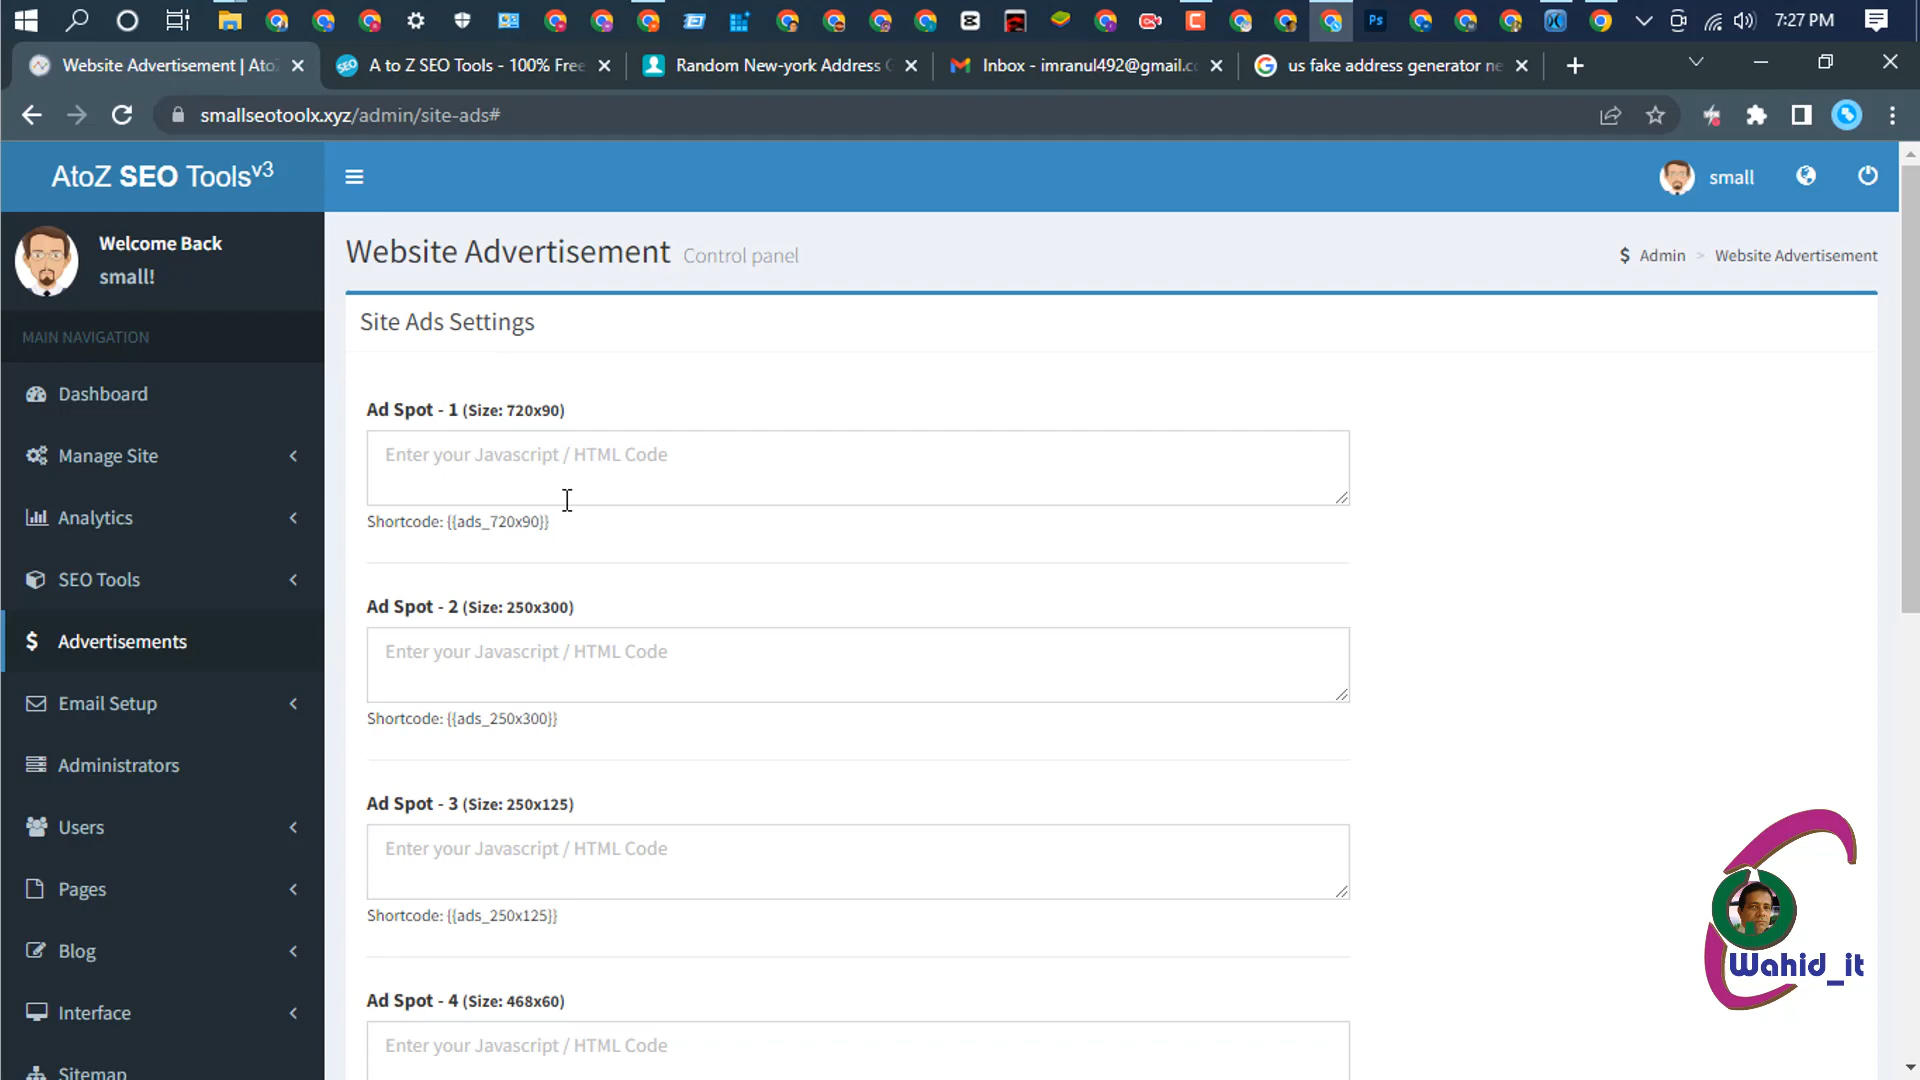 Ps
7:27 PM
Website Advertisement | Ato
A to Z SEO Tools - 100% Free
Random New-york Address
Inbox - imranul492@gmail.c
us fake address generator ne
smallseotoolx.xyz/admin/site-ads#
AtoZ SEO Toolsv3
small
Welcome Back
small!
Website Advertisement Control panel
$ Admin > Website Advertisement
MAIN NAVIGATION
Site Ads Settings
Dashboard
Manage Site
Analytics
SEO Tools
$ Advertisements
Email Setup
Administrators
Users
Pages
Blog
Interface
Sitemap
Ad Spot - 1 (Size: 720x90)
Enter your Javascript / HTML Code
Shortcode: {{ads_720x90}}
Ad Spot - 2 (Size: 250x300)
Enter your Javascript / HTML Code
Shortcode: {{ads_250x300}}
Ad Spot - 3 (Size: 250x125)
Enter your Javascript / HTML Code
Shortcode: {{ads_250x125}}
Ad Spot - 4 (Size: 468x60)
Enter your Javascript / HTML Code
Wahid_it